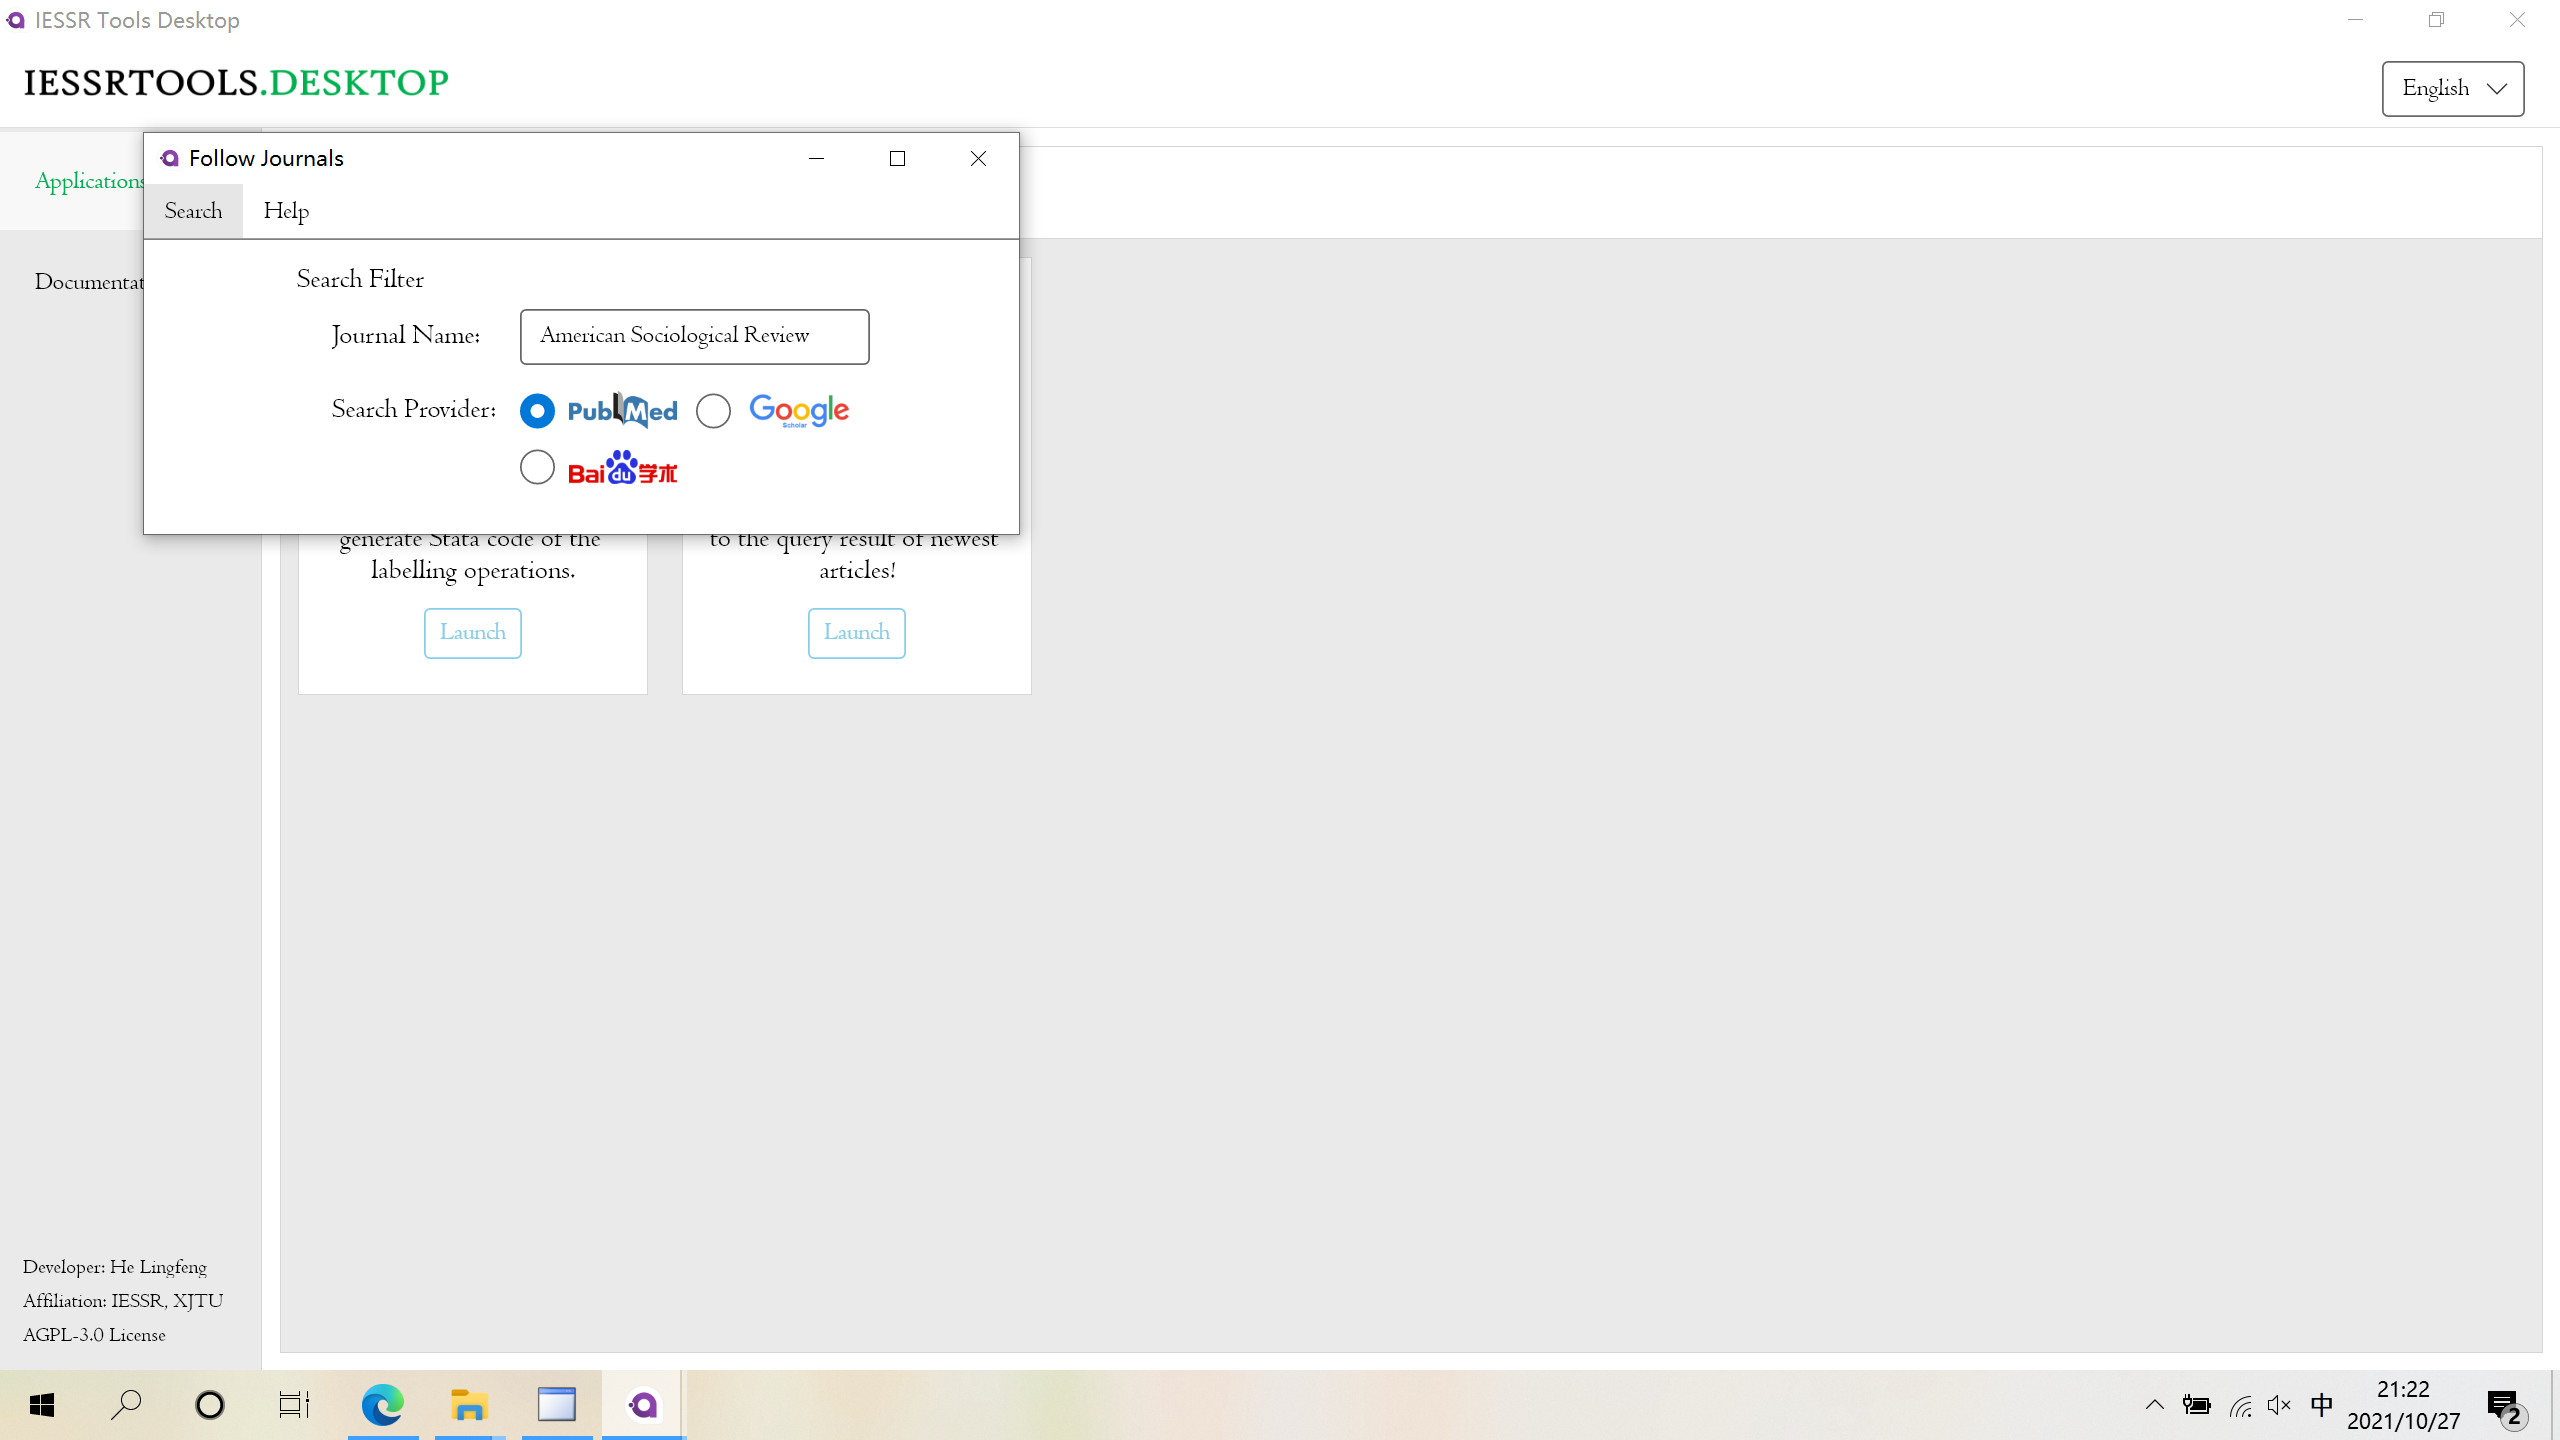 IESSR Tools Desktop
IESSRTOOLS.DESKTOP
English
Follow Journals
Applications
Search Help
Documentat
Search Filter
Journal Name: American Sociological Review
Search Provider: PubMed Google Scholar
Bai du 学术
generate Stata code of the
labelling operations.
Launch
to the query result of newest
articles!
Launch
Developer: He Lingfeng
Affiliation: IESSR, XJTU
AGPL-3.0 License
中
21:22
2021/10/27
2